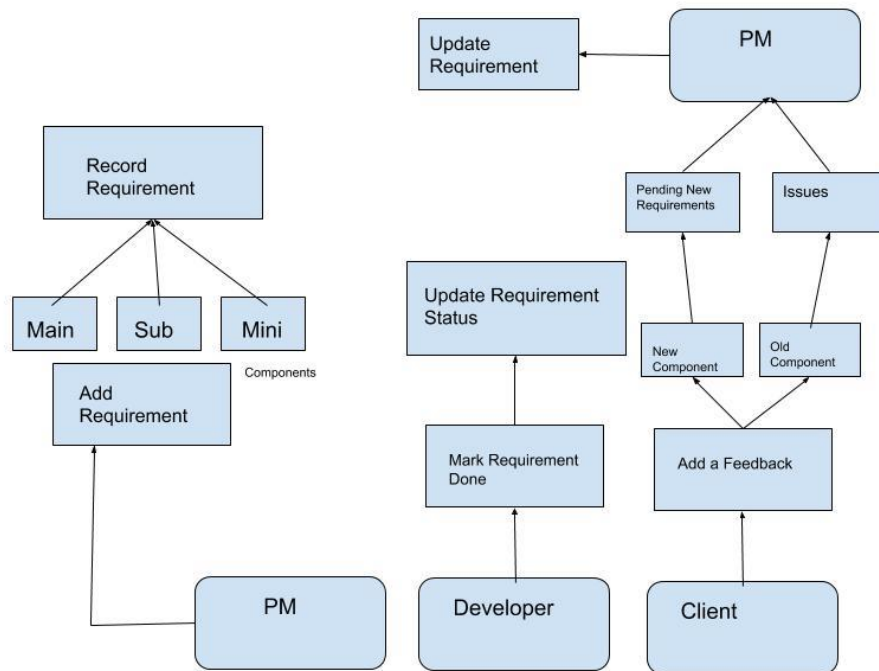 Update
Requirement
PM
Record
Requirement
Pending New
Requirements
Issues
Main
Sub
Mini
Components
Update Requirement
Status
New
Component
Old
Component
Add
Requirement
Mark Requirement
Done
Add a Feedback
PM
Developer
Client